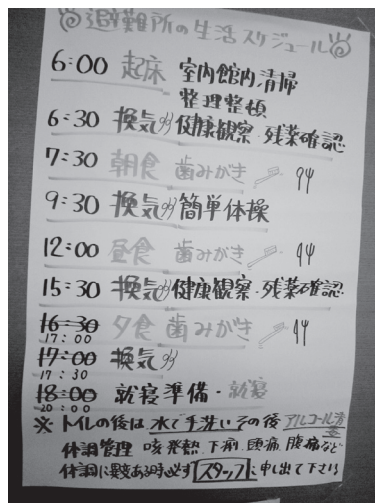 避難所の生活スケジュール
6:00 起床 室内館内清掃
整理整頓
6:30 換気 健康観察・残薬確認
7:30 朝食 歯みがき
9:30 換気 簡単体操
12:00 昼食 歯みがき
15:30 換気 健康観察・残薬確認
16:30 夕食 歯みがき
17:00
17:00 換気
17:30
18:00 就寝準備・就寝
20:00
※ トイレの後は水で手洗いその後アルコール消毒
体調管理 咳 発熱 下痢 頭痛 腹痛など
体調に異変ある時必ずスタッフに申し出て下さい